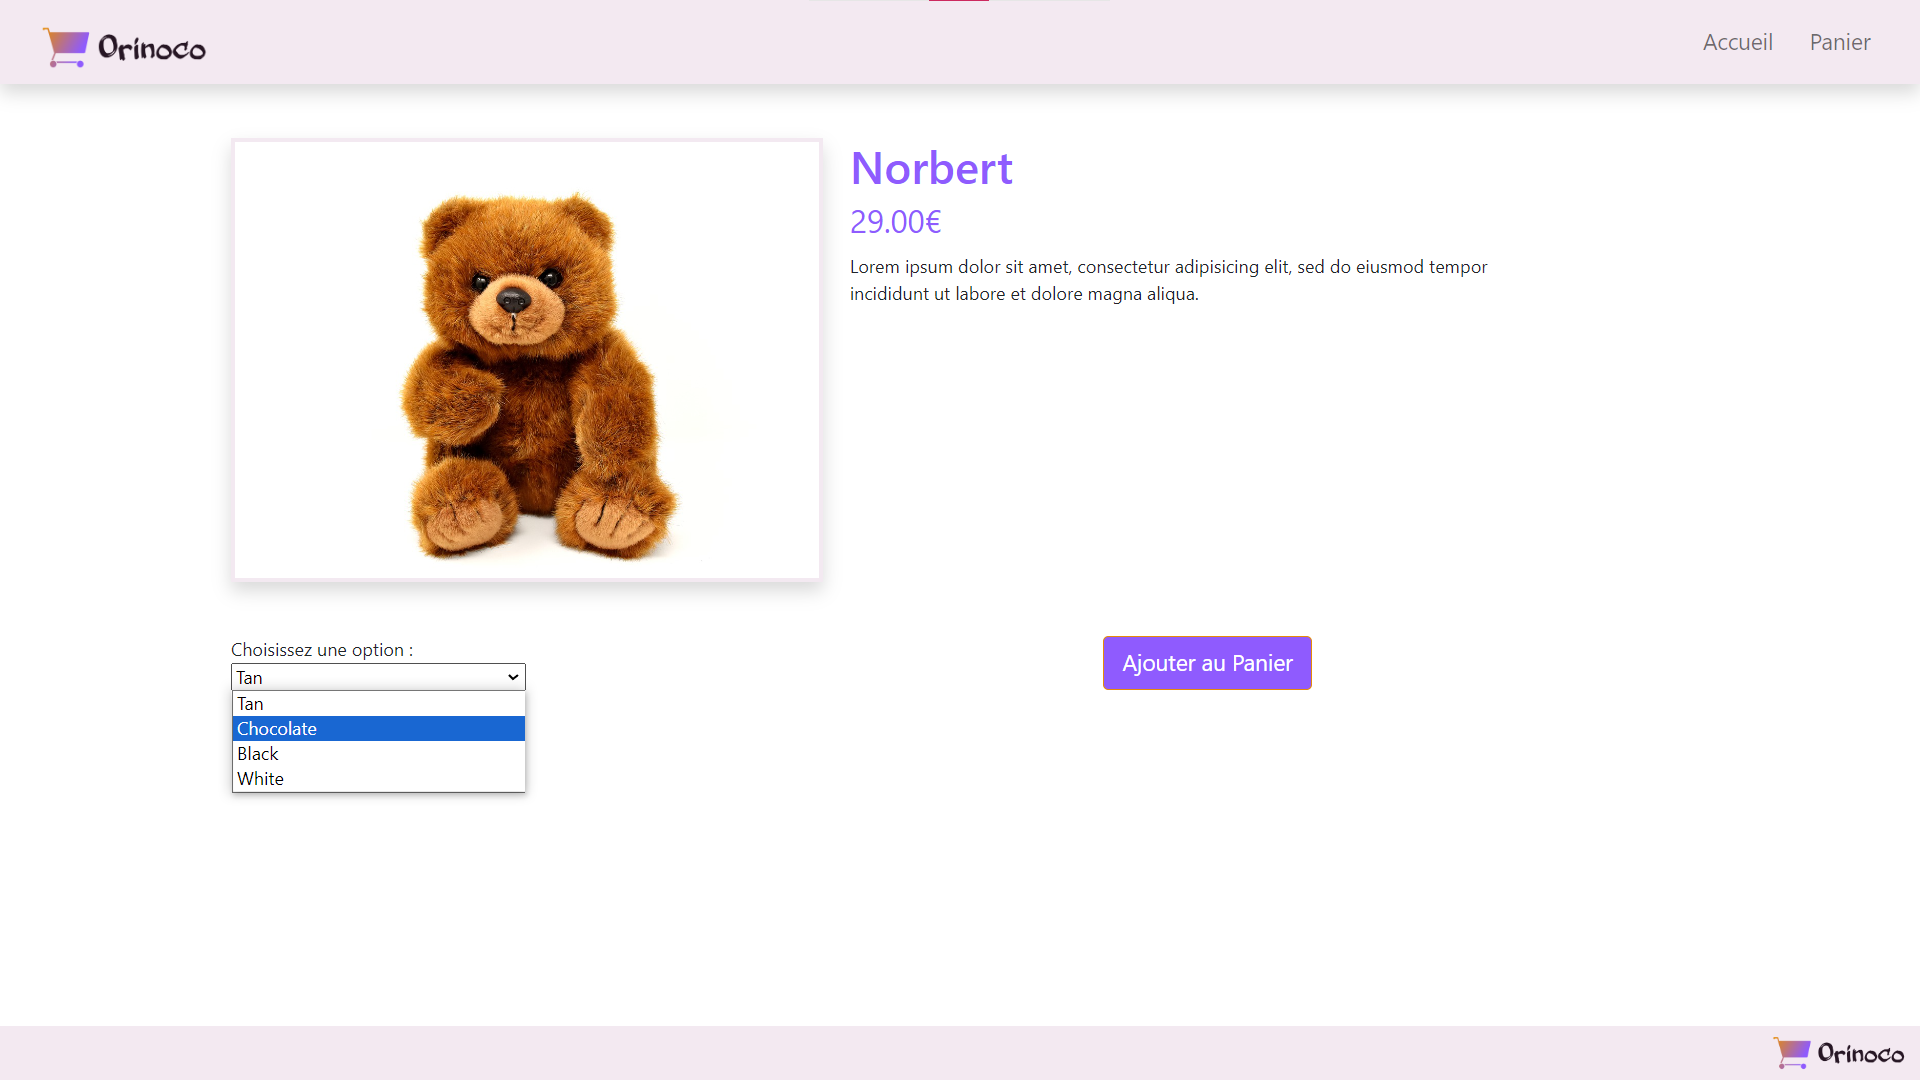 Orinoco
Accueil
Panier
Norbert
29.00€
Lorem ipsum dolor sit amet, consectetur adipisicing elit, sed do eiusmod tempor
incididunt ut labore et dolore magna aliqua.
Choisissez une option :
Tan
Tan
Chocolate
Black
White
Ajouter au Panier
Orinoco